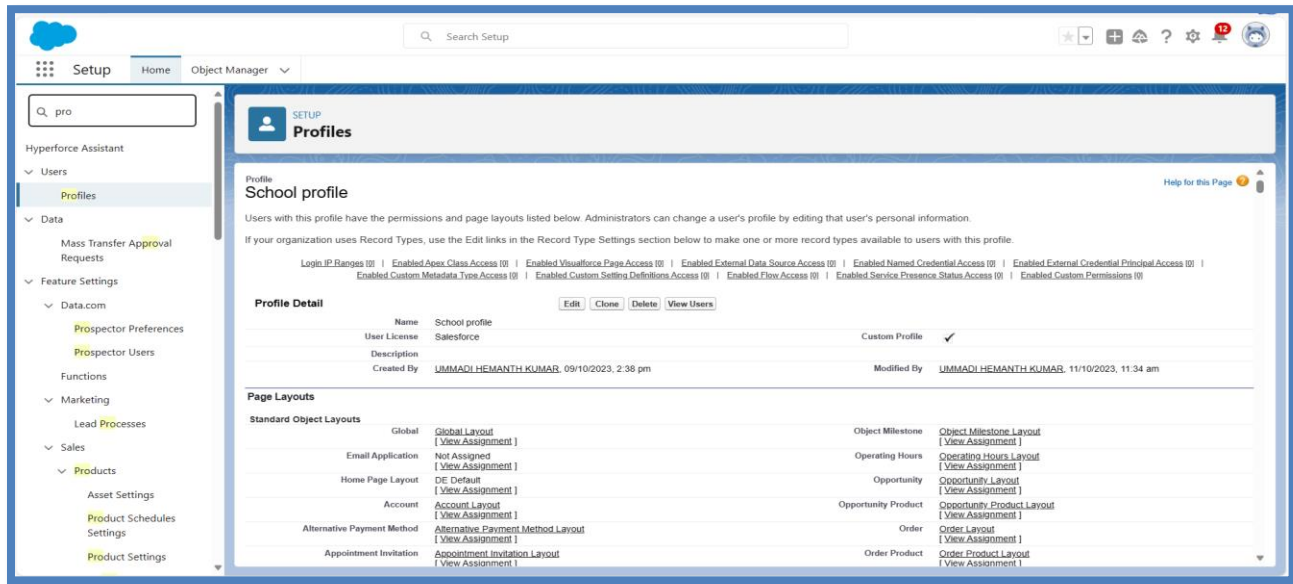 Search Setup
12
Setup Home Object Manager
pro
Hyperforce Assistant
Users
Profiles
Data
Mass Transfer Approval
Requests
Feature Settings
Data.com
Prospector Preferences
Prospector Users
Functions
Marketing
Lead Processes
Sales
Products
Asset Settings
Product Schedules
Settings
Product Settings
SETUP
Profiles
Profile
School profile
Help for this Page
Users with this profile have the permissions and page layouts listed below. Administrators can change a user's profile by editing that user's personal information.
If your organization uses Record Types, use the Edit links in the Record Type Settings section below to make one or more record types available to users with this profile.
Login IP Ranges [0] | Enabled Apex Class Access [0] | Enabled Visualforce Page Access [0] | Enabled External Data Source Access [0] | Enabled Named Credential Access [0] | Enabled External Credential Principal Access [0] |
Enabled Custom Metadata Type Access [0] | Enabled Custom Setting Definitions Access [0] | Enabled Flow Access [0] | Enabled Service Presence Status Access [0] | Enabled Custom Permissions [0]
Profile Detail Edit Clone Delete View Users
Name School profile
User License Salesforce Custom Profile ✓
Description
Created By UMMADI HEMANTH KUMAR, 09/10/2023, 2:38 pm Modified By UMMADI HEMANTH KUMAR, 11/10/2023, 11:34 am
Page Layouts
Standard Object Layouts
Global Global Layout Object Milestone Object Milestone Layout
[ View Assignment ] [ View Assignment ]
Email Application Not Assigned Operating Hours Operating Hours Layout
[ View Assignment ] [ View Assignment ]
Home Page Layout DE Default Opportunity Opportunity Layout
[ View Assignment ] [ View Assignment ]
Account Account Layout Opportunity Product Opportunity Product Layout
[ View Assignment ] [ View Assignment ]
Alternative Payment Method Alternative Payment Method Layout Order Order Layout
[ View Assignment ] [ View Assignment ]
Appointment Invitation Appointment Invitation Layout Order Product Order Product Layout
[ View Assignment ] [ View Assignment ]